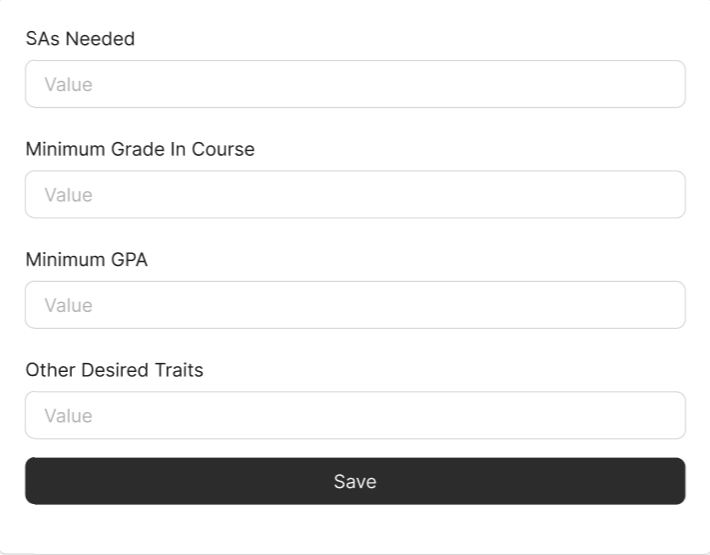 SAs Needed
Value
Minimum Grade In Course
Value
Minimum GPA
Value
Other Desired Traits
Value
Save